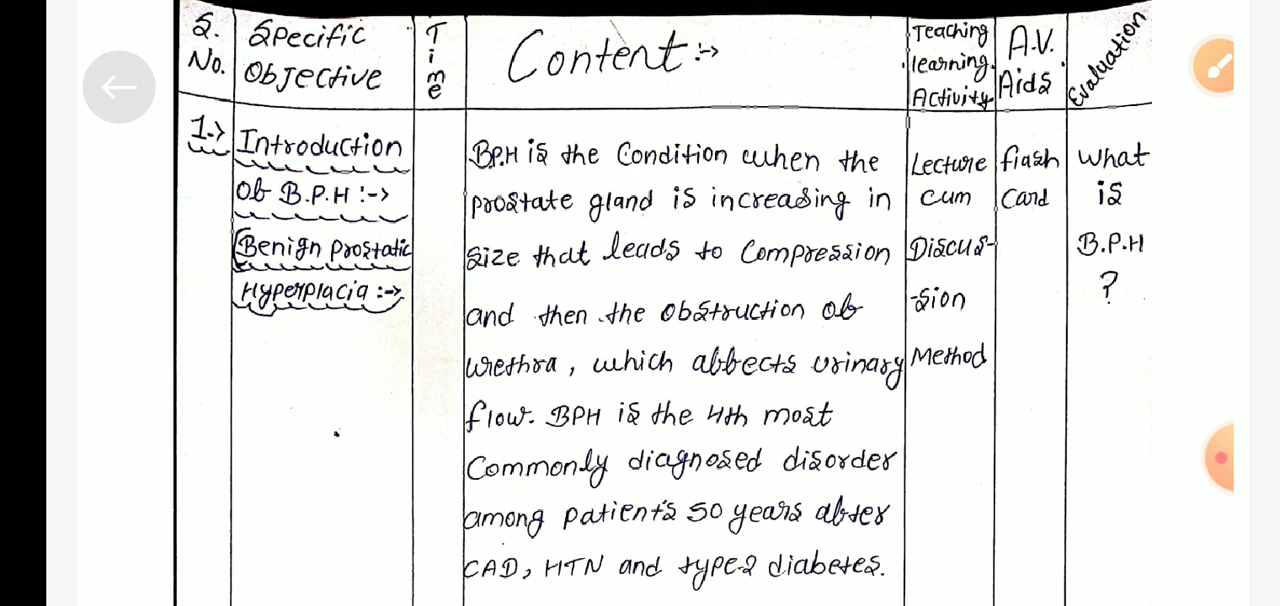 S. No.
Specific Objective
Time
Content :->
Teaching learning Activity
A.V. Aids
Evaluation
1->
Introduction
of B.P.H :->
(Benign prostatic
Hyperplacia :->)
BPH is the Condition when the
prostate gland is increasing in
size that leads to Compression
and then the obstruction of
urethra, which affects urinary
flow. BPH is the 4th most
Commonly diagnosed disorder
among patient's 50 years after
CAD, HTN and type-2 diabetes.
Lecture
cum
Discus-
-sion
Method
flash
Card
What
is
B.P.H
?